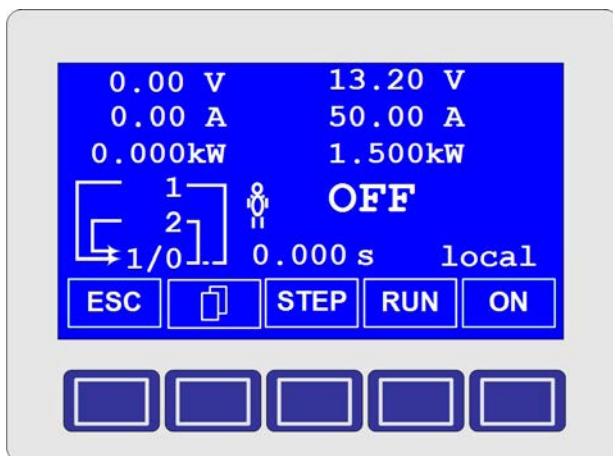 0.00 V 13.20 V
0.00 A 50.00 A
0.000kW 1.500kW
1
OFF
2
1/0 0.000 s local
ESC STEP RUN ON